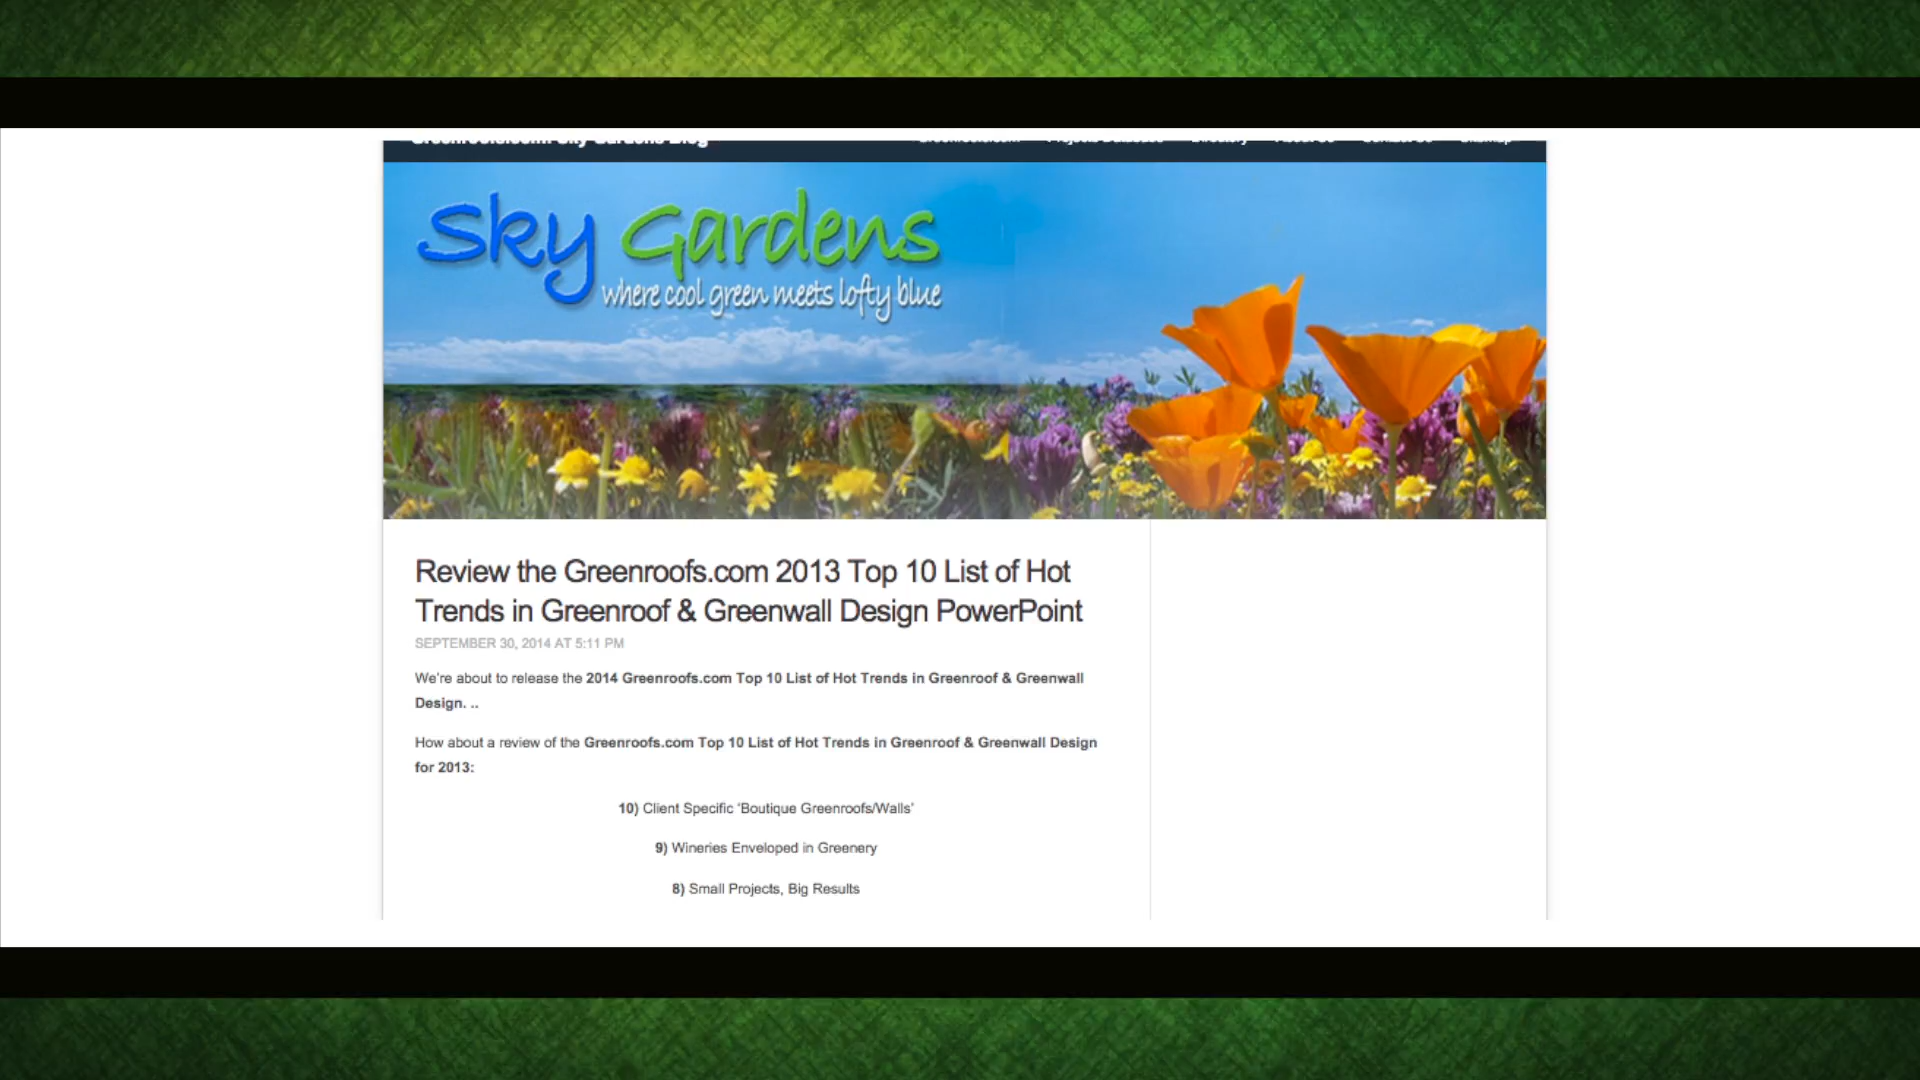 Sky Gardens
where cool green meets lofty blue
Review the Greenroofs.com 2013 Top 10 List of Hot
Trends in Greenroof & Greenwall Design PowerPoint
SEPTEMBER 30, 2014 AT 5:11 PM
We're about to release the 2014 Greenroofs.com Top 10 List of Hot Trends in Greenroof & Greenwall
Design. ..
How about a review of the Greenroofs.com Top 10 List of Hot Trends in Greenroof & Greenwall Design
for 2013:
10) Client Specific 'Boutique Greenroofs/Walls'
9) Wineries Enveloped in Greenery
8) Small Projects, Big Results